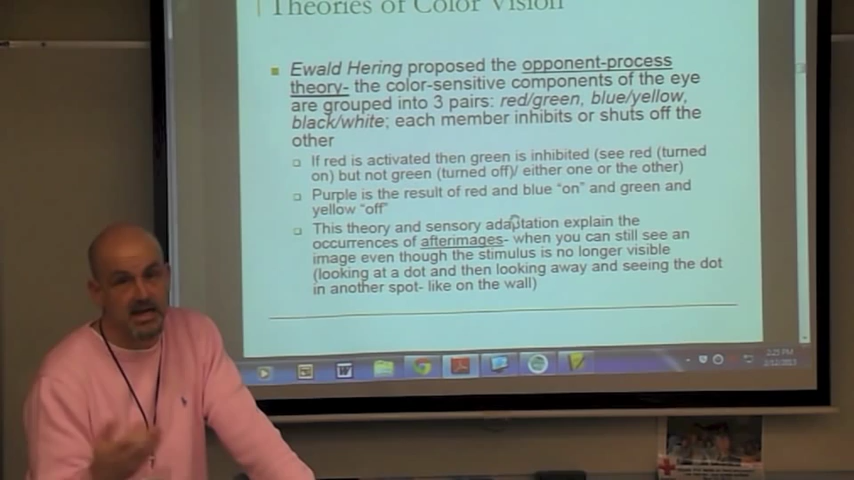 Theories of Color Vision
Ewald Hering proposed the opponent-process
theory- the color-sensitive components of the eye
are grouped into 3 pairs: red/green, blue/yellow,
black/white; each member inhibits or shuts off the
other
If red is activated then green is inhibited (see red (turned
on) but not green (turned off)/ either one or the other)
Purple is the result of red and blue "on" and green and
yellow "off"
This theory and sensory adaptation explain the
occurrences of afterimages- when you can still see an
image even though the stimulus is no longer visible
(looking at a dot and then looking away and seeing the dot
in another spot- like on the wall)